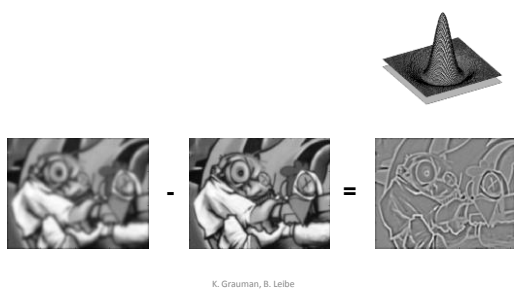 - =
K. Grauman, B. Leibe